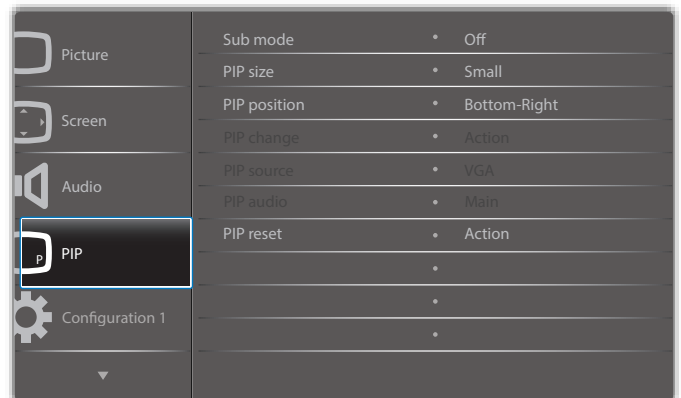 Picture
Screen
Audio
P
PIP
Configuration 1
Sub mode • Off
PIP size • Small
PIP position • Bottom-Right
PIP change • Action
PIP source • VGA
PIP audio • Main
PIP reset • Action